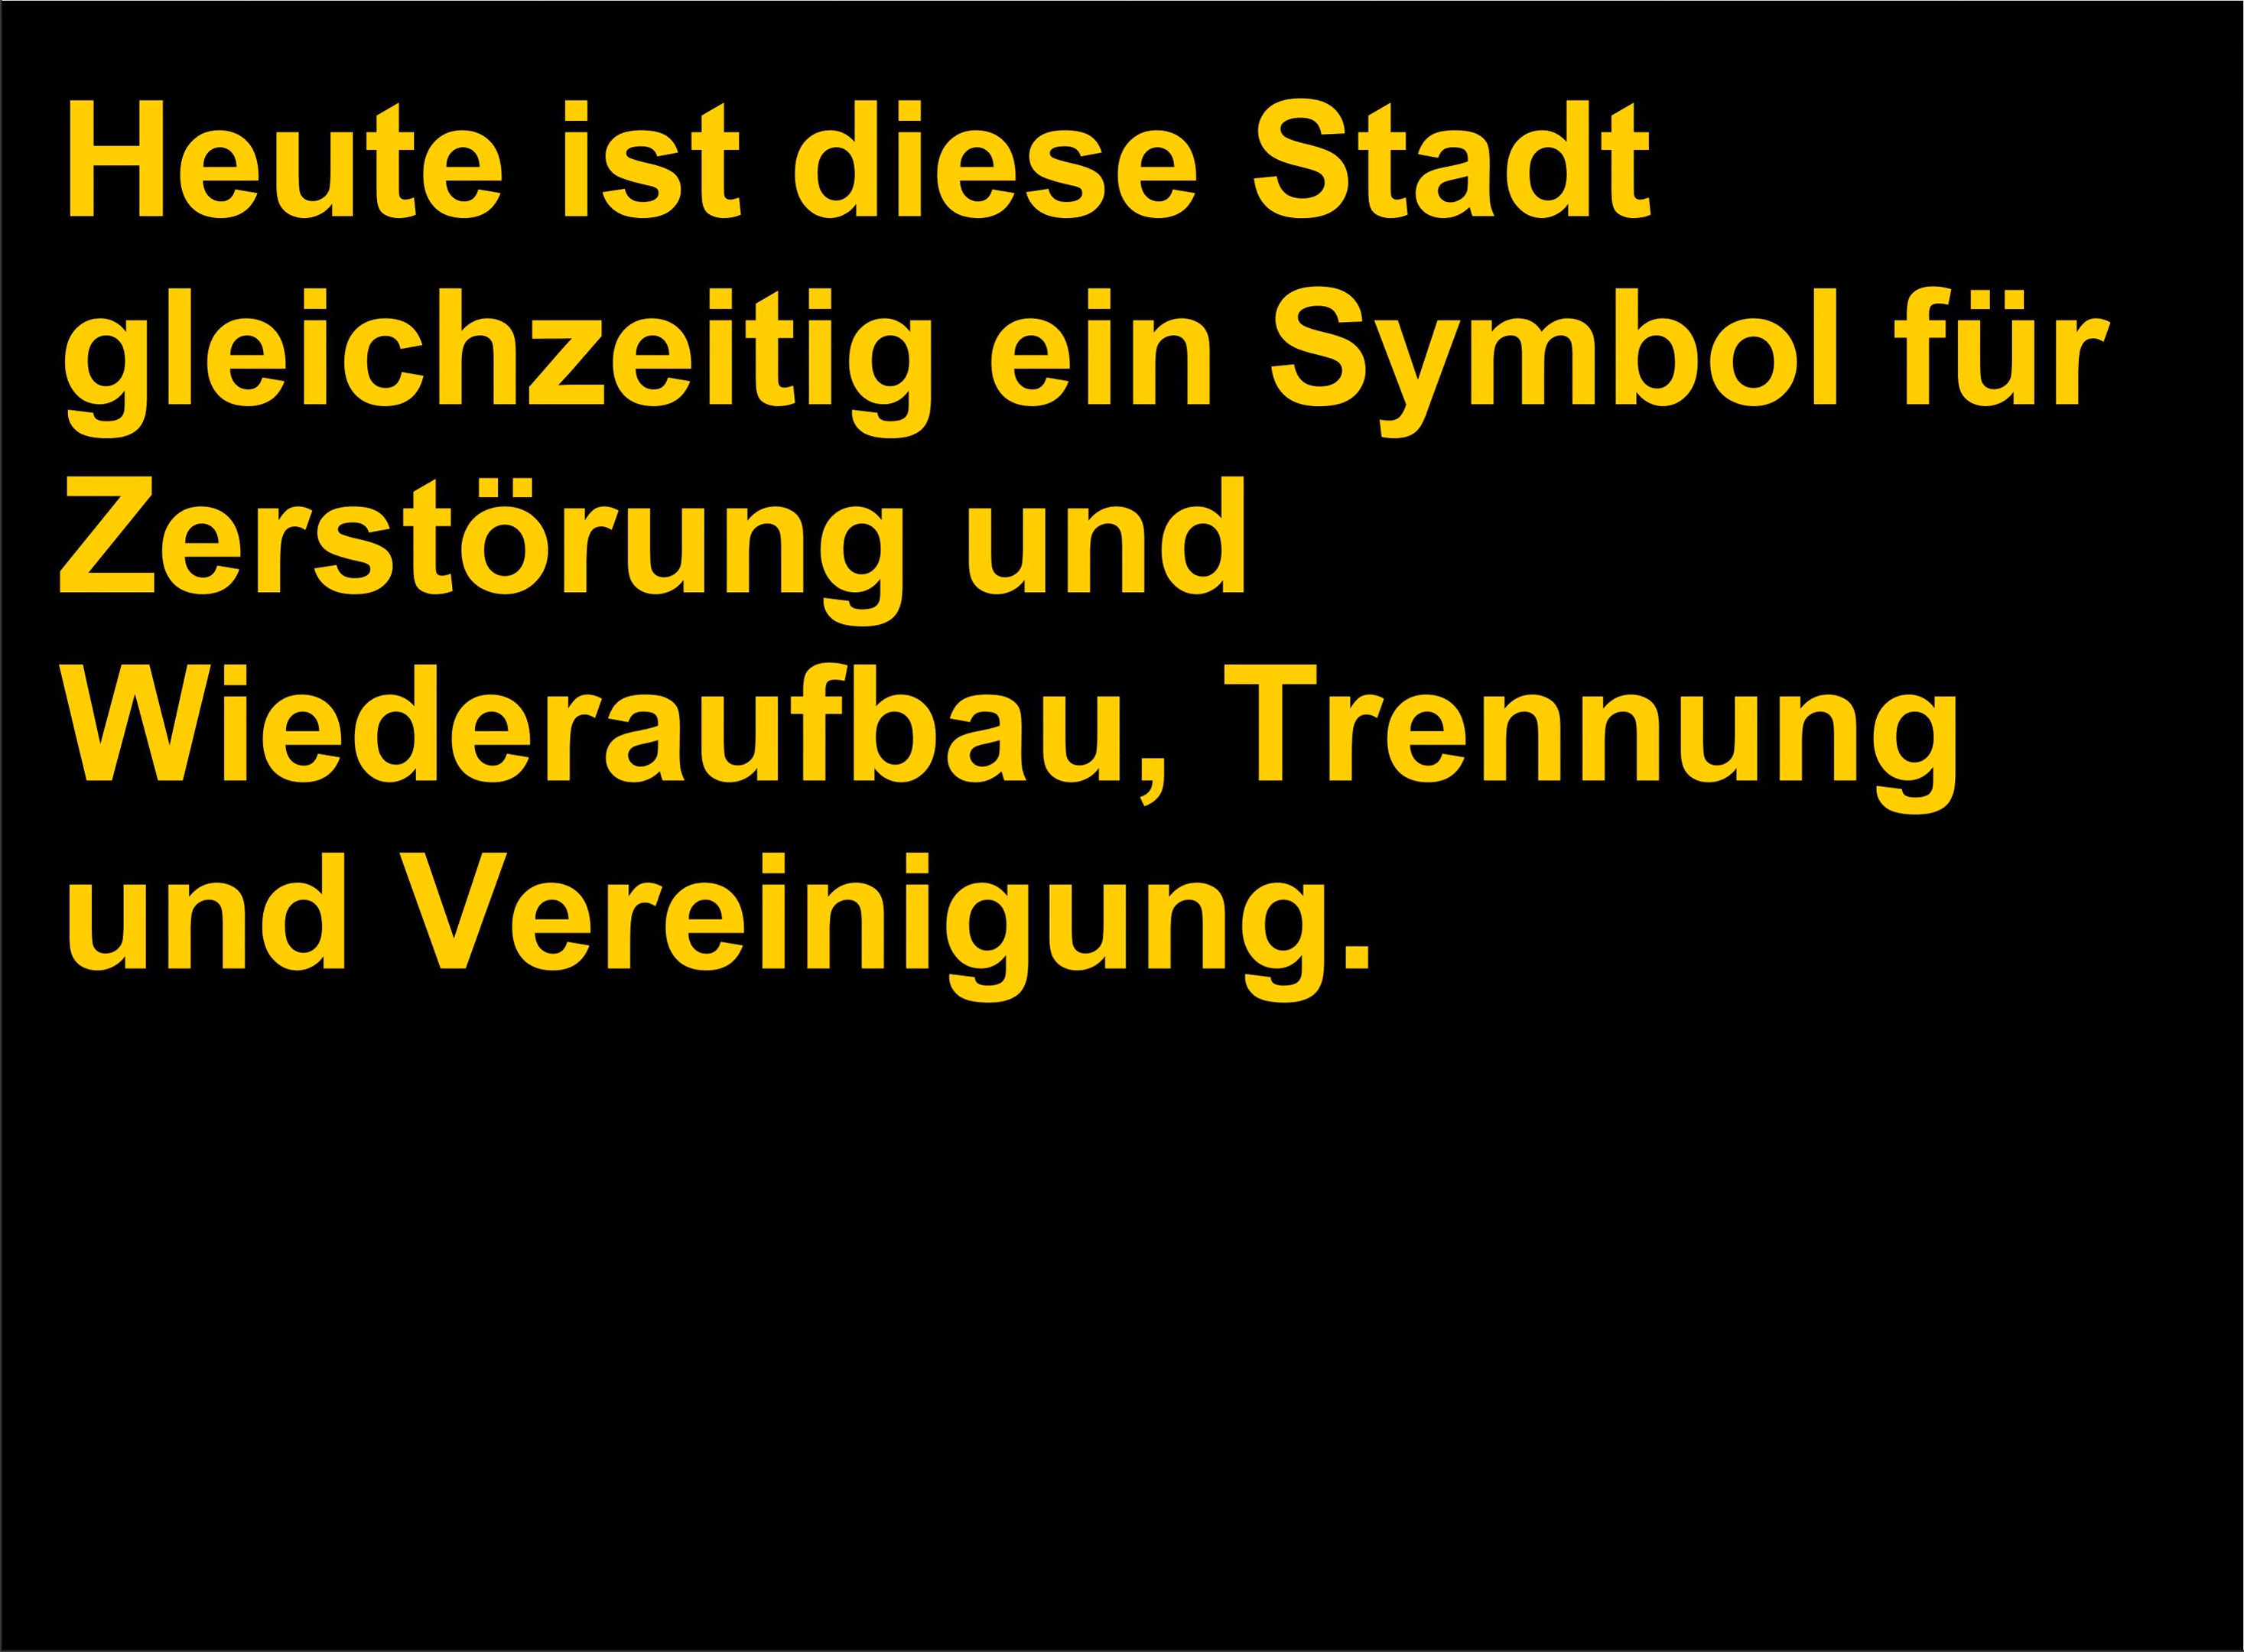 Heute ist diese Stadt
gleichzeitig ein Symbol für
Zerstörung und
Wiederaufbau, Trennung
und Vereinigung.